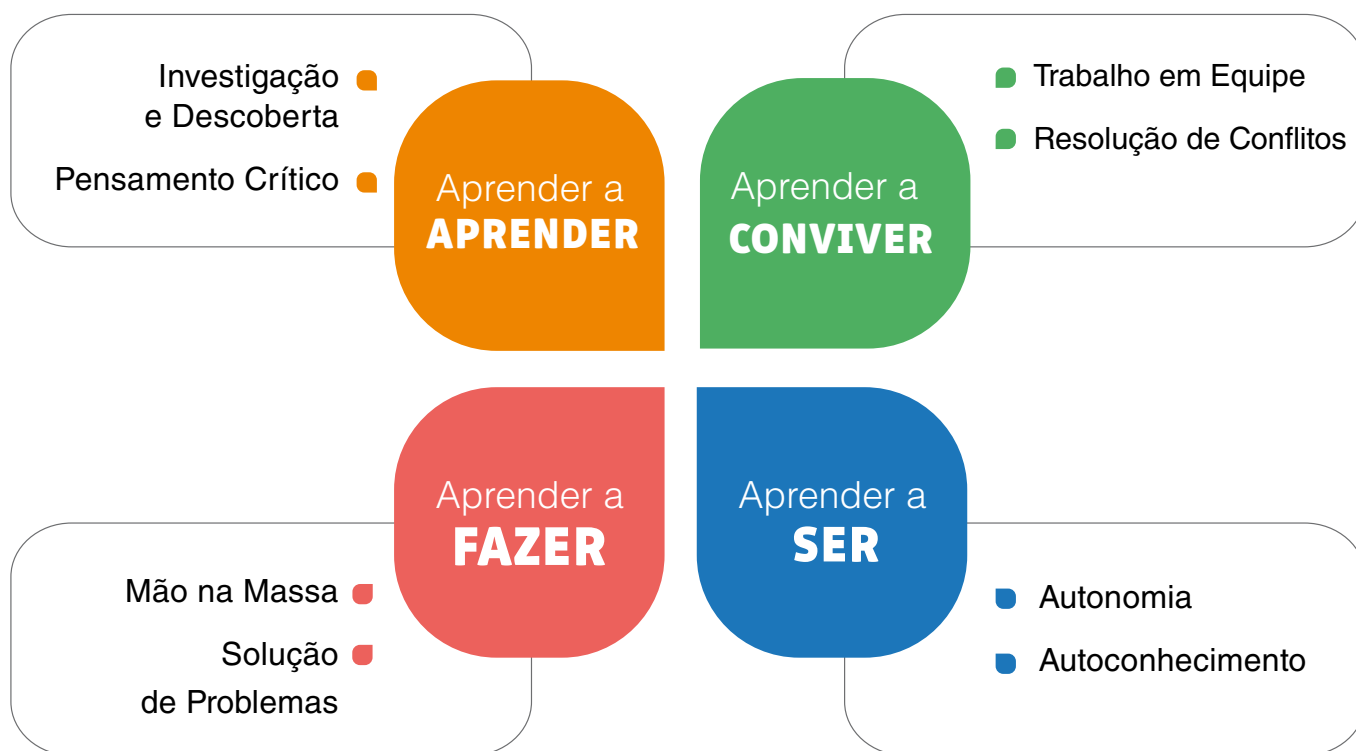 Investigação
e Descoberta
Pensamento Crítico
Aprender a
APRENDER
Aprender a
CONVIVER
Trabalho em Equipe
Resolução de Conflitos
Mão na Massa
Solução
de Problemas
Aprender a
FAZER
Aprender a
SER
Autonomia
Autoconhecimento